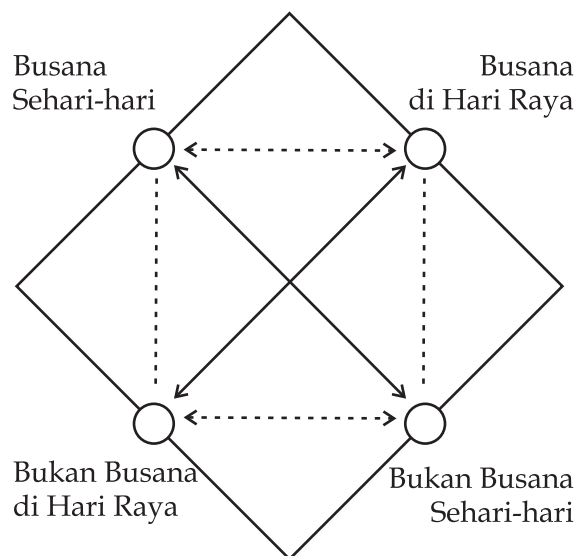 Busana
Sehari-hari
Busana
di Hari Raya
Bukan Busana
di Hari Raya
Bukan Busana
Sehari-hari